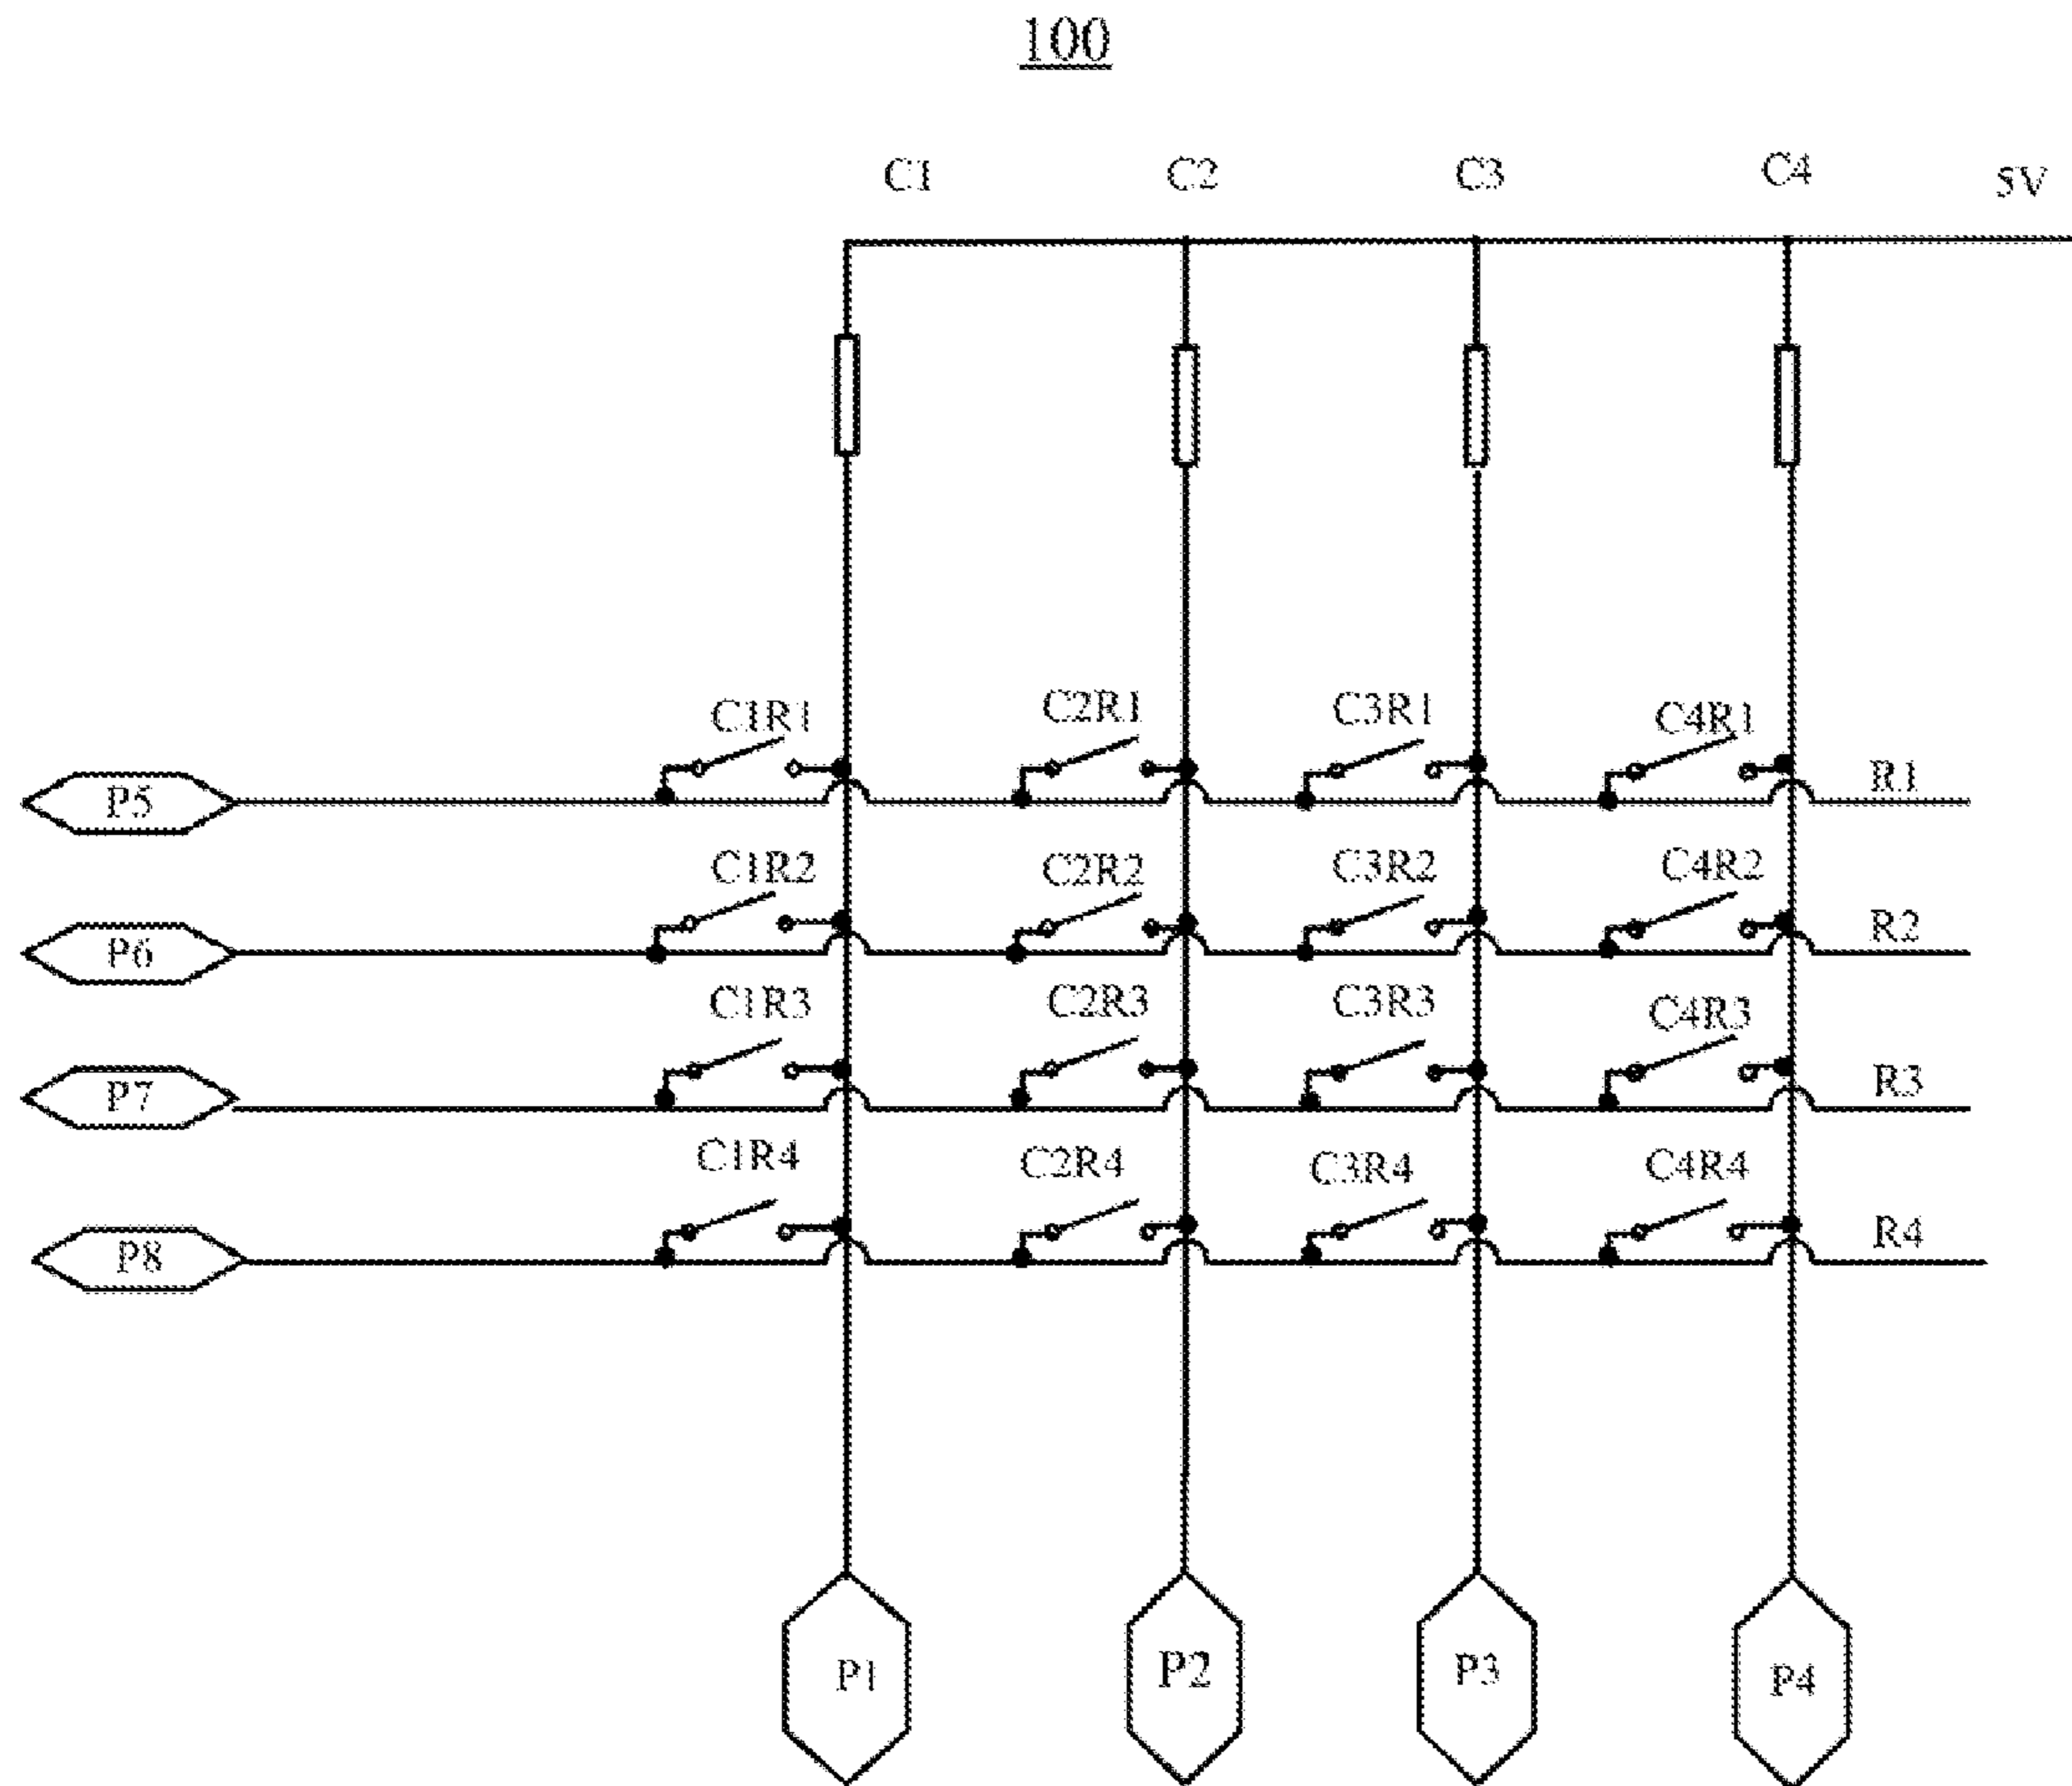 100
C1 C2 C3 C4 5V
C1R1 C2R1 C3R1 C4R1
P5 R1
C1R2 C2R2 C3R2 C4R2
P6 R2
C1R3 C2R3 C3R3 C4R3
P7 R3
C1R4 C2R4 C3R4 C4R4
P8 R4
P1 P2 P3 P4